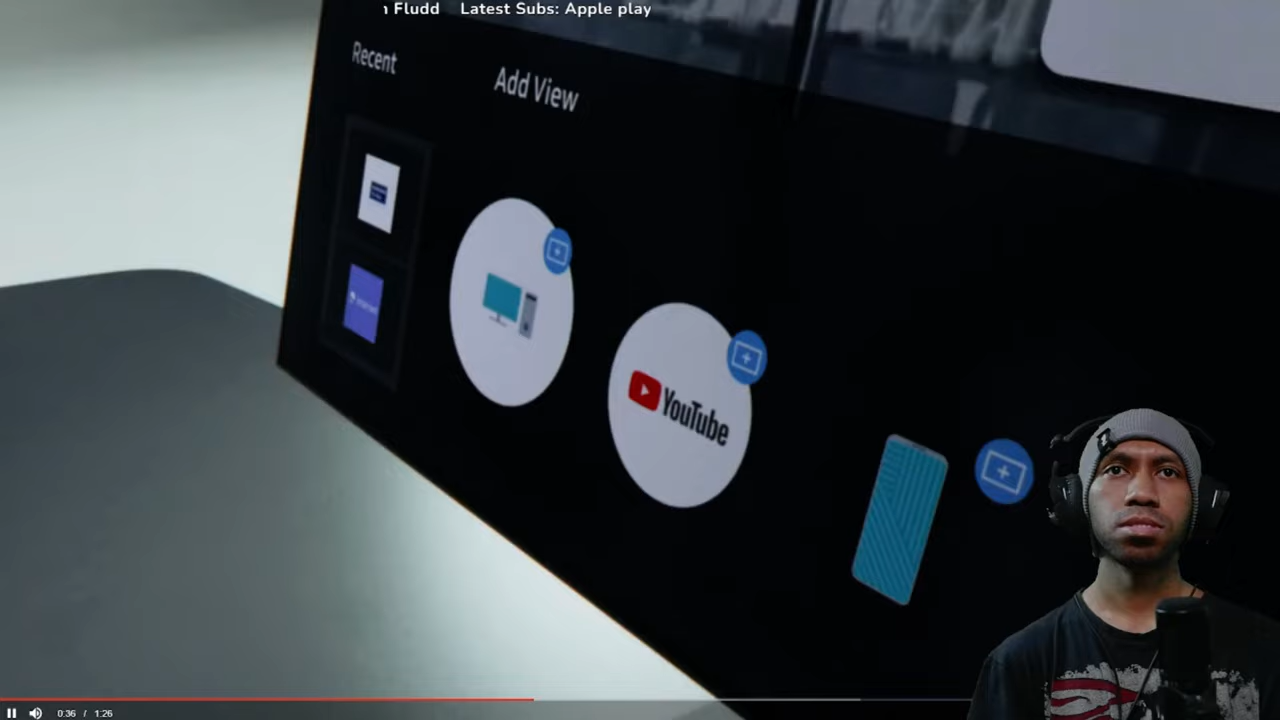 Fludd Latest Subs: Apple play
Recent
Add View
YouTube
0:36 / 1:26